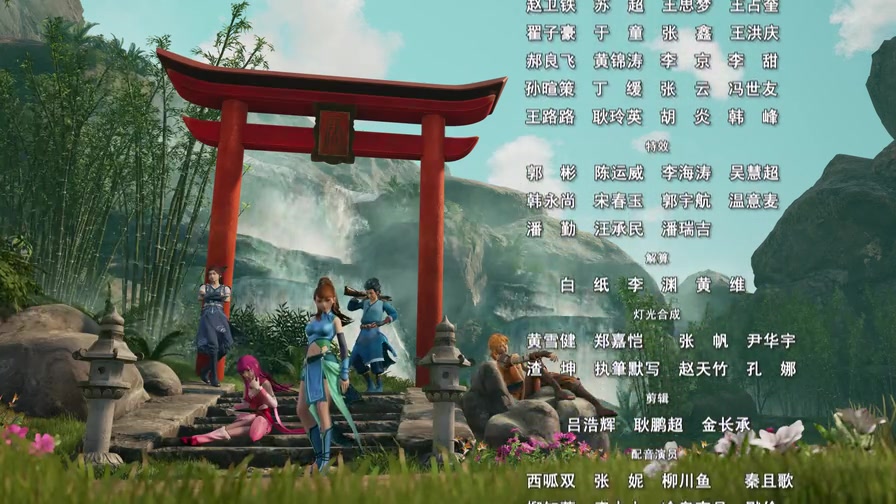 赵卫铁 苏 超 王思梦 王占奎
翟子豪 于 童 张 鑫 王洪庆
郝良飞 黄锦涛 李 京 李 甜
孙暄策 丁 缓 张 云 冯世友
王路路 耿玲英 胡 炎 韩 峰
特效
郭 彬 陈运威 李海涛 吴慧超
韩永尚 宋春玉 郭宇航 温意麦
潘 勤 汪承民 潘瑞吉
解算
白 纸 李 渊 黄 维
灯光合成
黄雪健 郑嘉恺 张 帆 尹华宇
渣 坤 执筆默写 赵天竹 孔 娜
剪辑
吕浩辉 耿鹏超 金长承
配音演员
西呱双 张 妮 柳川鱼 秦且歌